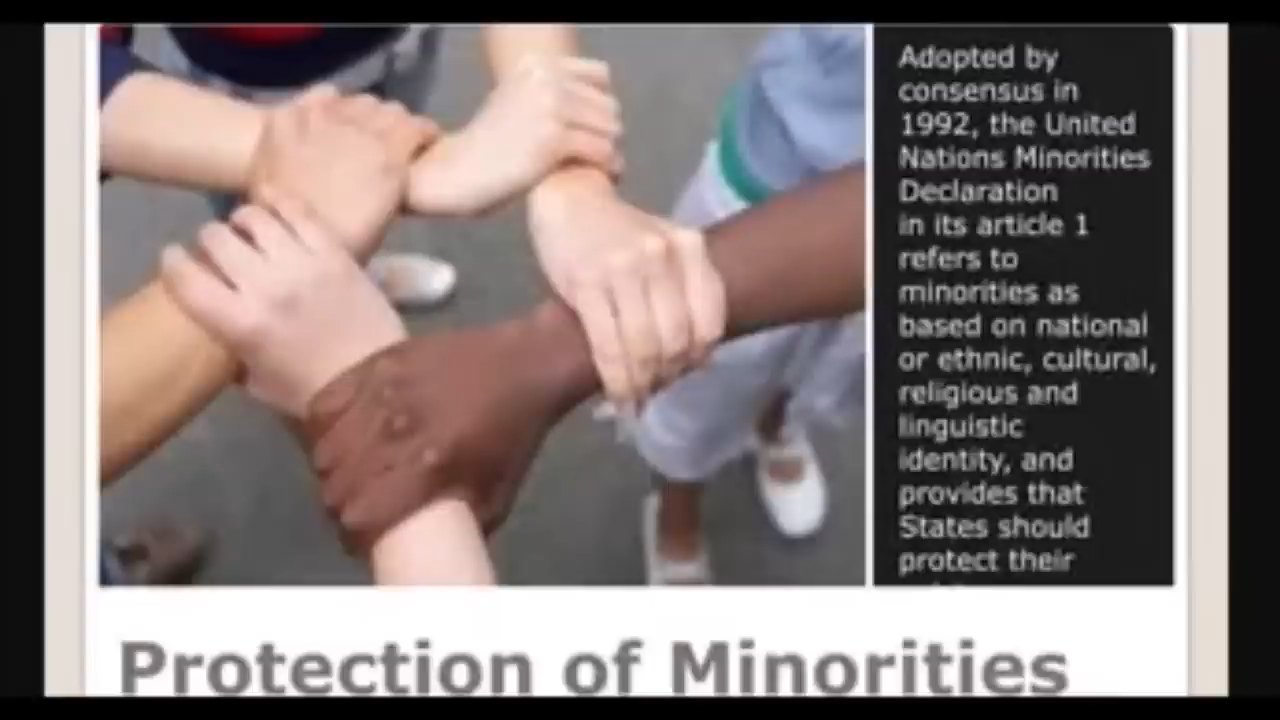 Adopted by
consensus in
1992, the United
Nations Minorities
Declaration
in its article 1
refers to
minorities as
based on national
or ethnic, cultural,
religious and
linguistic
identity, and
provides that
States should
protect their
Protection of Minorities